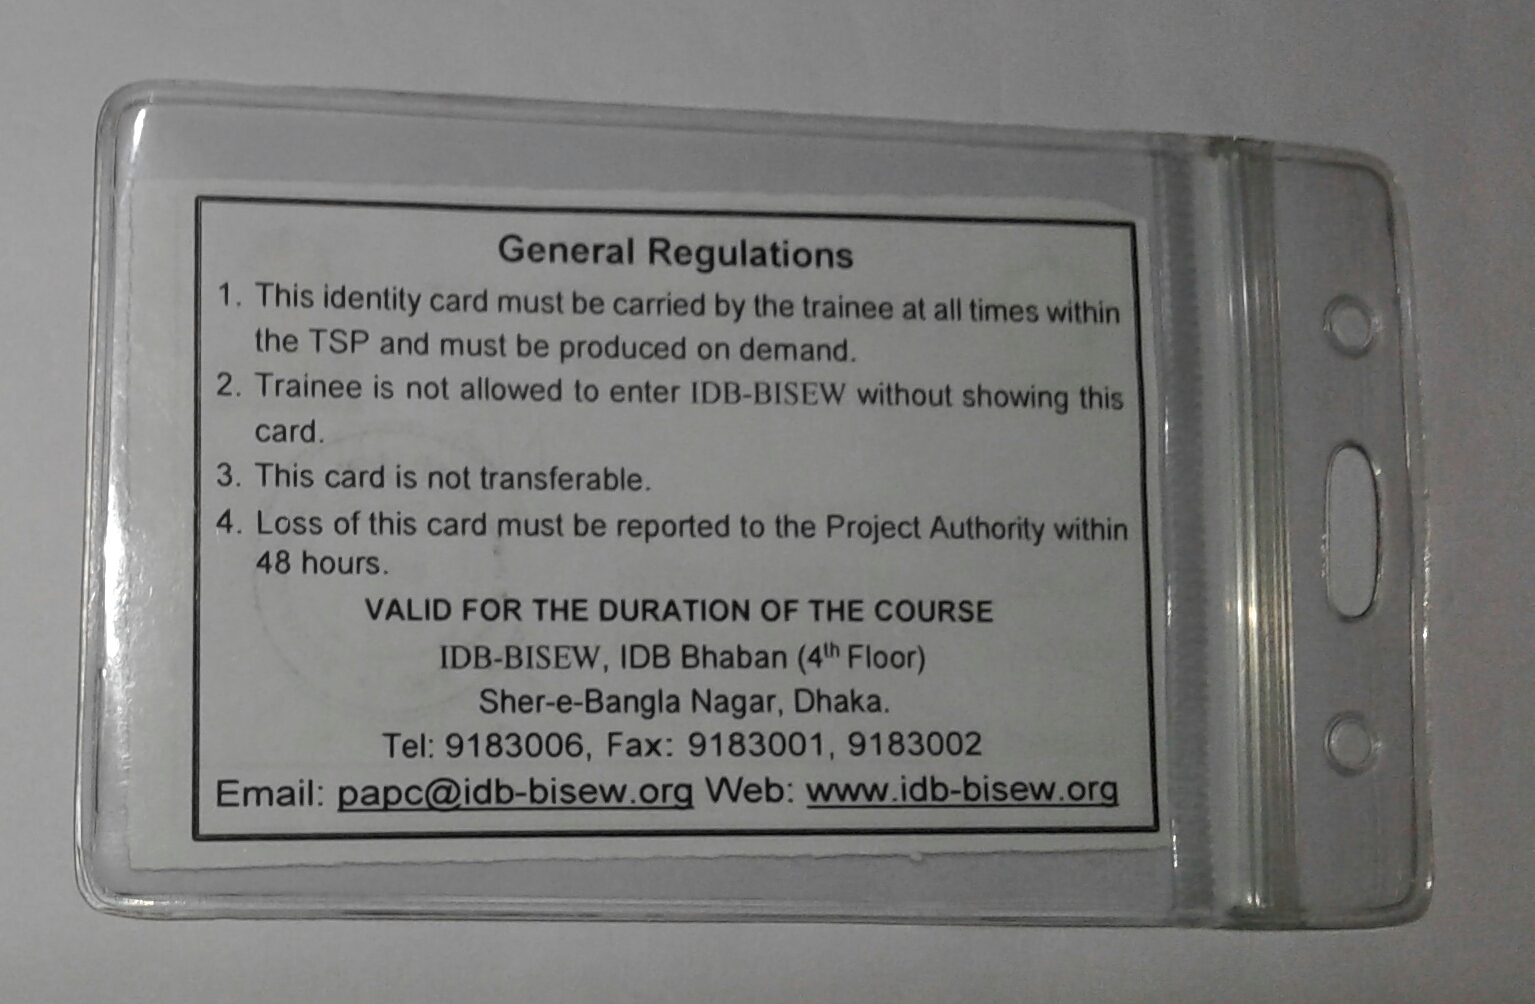 General Regulations
1. This identity card must be carried by the trainee at all times within
the TSP and must be produced on demand.
2. Trainee is not allowed to enter IDB-BISEW without showing this
card.
3. This card is not transferable.
4. Loss of this card must be reported to the Project Authority within
48 hours.
VALID FOR THE DURATION OF THE COURSE
IDB-BISEW, IDB Bhaban (4th Floor)
Sher-e-Bangla Nagar, Dhaka.
Tel: 9183006, Fax: 9183001, 9183002
Email: papc@idb-bisew.org Web: www.idb-bisew.org